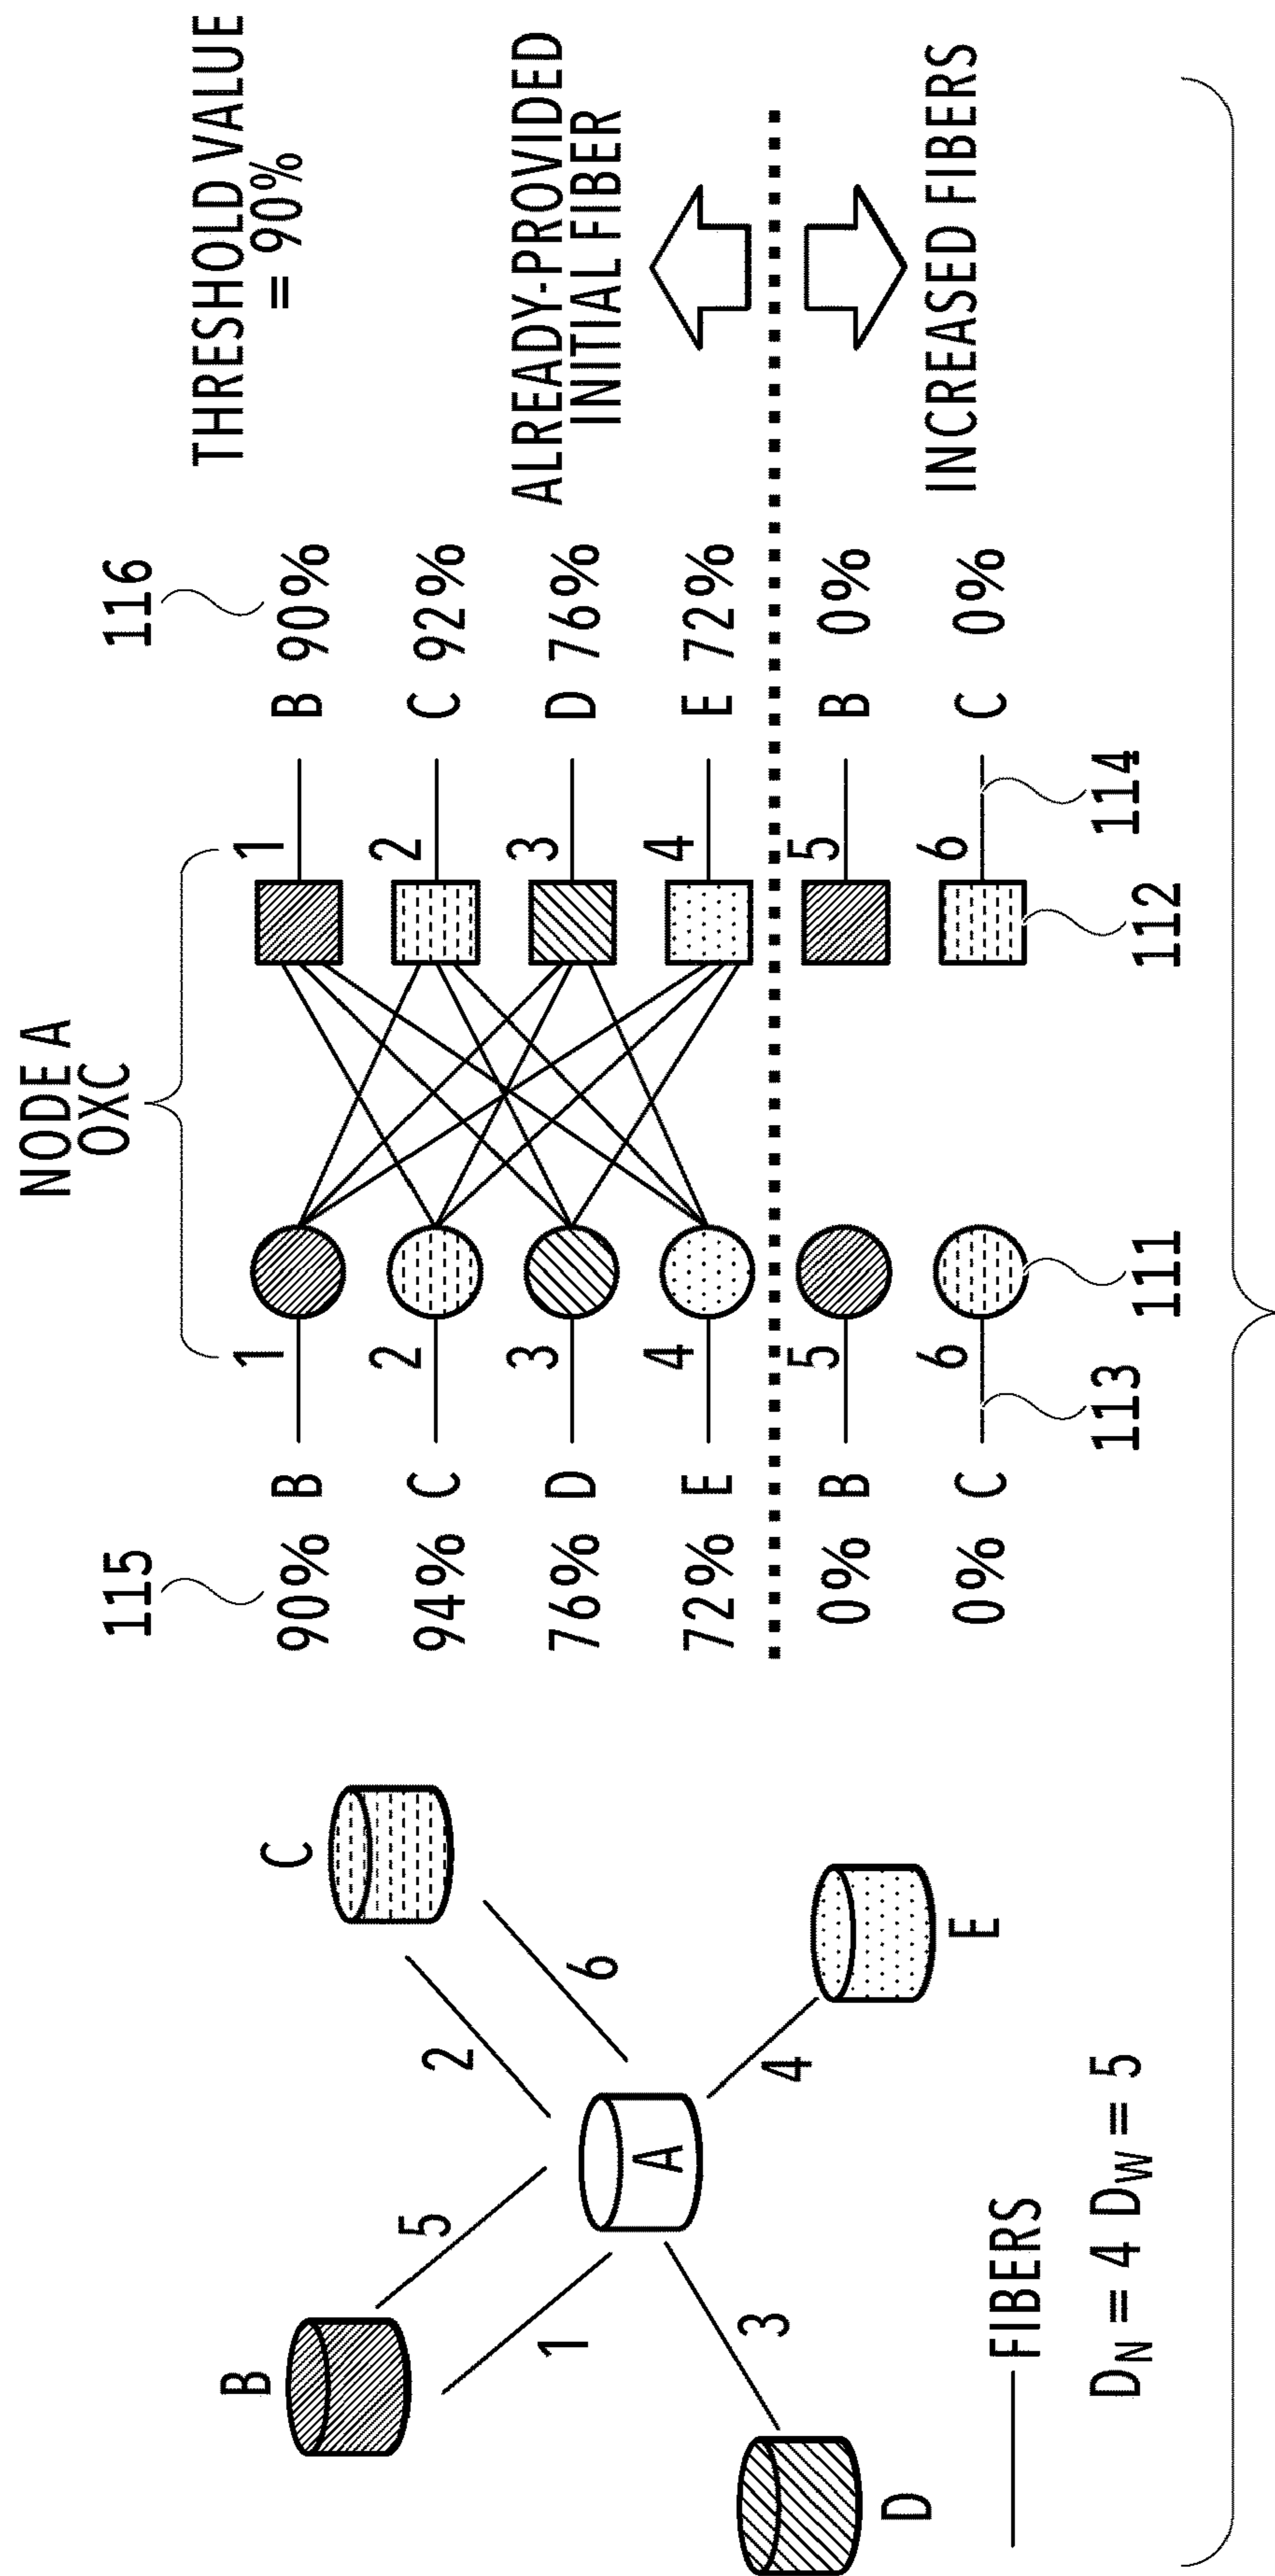 NODE A
OXC
THRESHOLD VALUE
= 90%
115
116
90% B 1 1 B 90%
94% C 2 2 C 92%
76% D 3 3 D 76%
72% E 4 4 E 72%
0% B 5 5 B 0%
0% C 6 6 C 0%
ALREADY-PROVIDED
INITIAL FIBER
INCREASED FIBERS
113
111
112
114
B
C
5
2
6
1
A
3
4
D
E
FIBERS
DN = 4 DW = 5